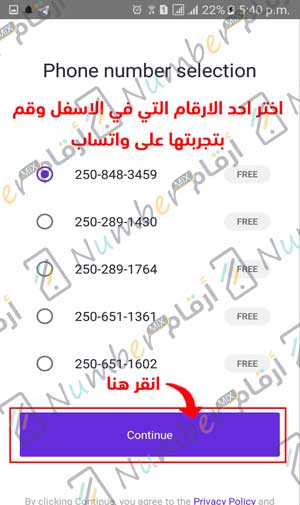 22% 5:40 p.m.
Phone number selection
اختر احد الارقام التي في الاسفل وقم
بتجربتها على واتساب
250-848-3459 FREE
250-289-1430 FREE
250-289-1764 FREE
250-651-1361 FREE
250-651-1602 FREE
انقر هنا
Continue
By clicking Continue, you agree to the Privacy Policy and
Number MIX أرقام